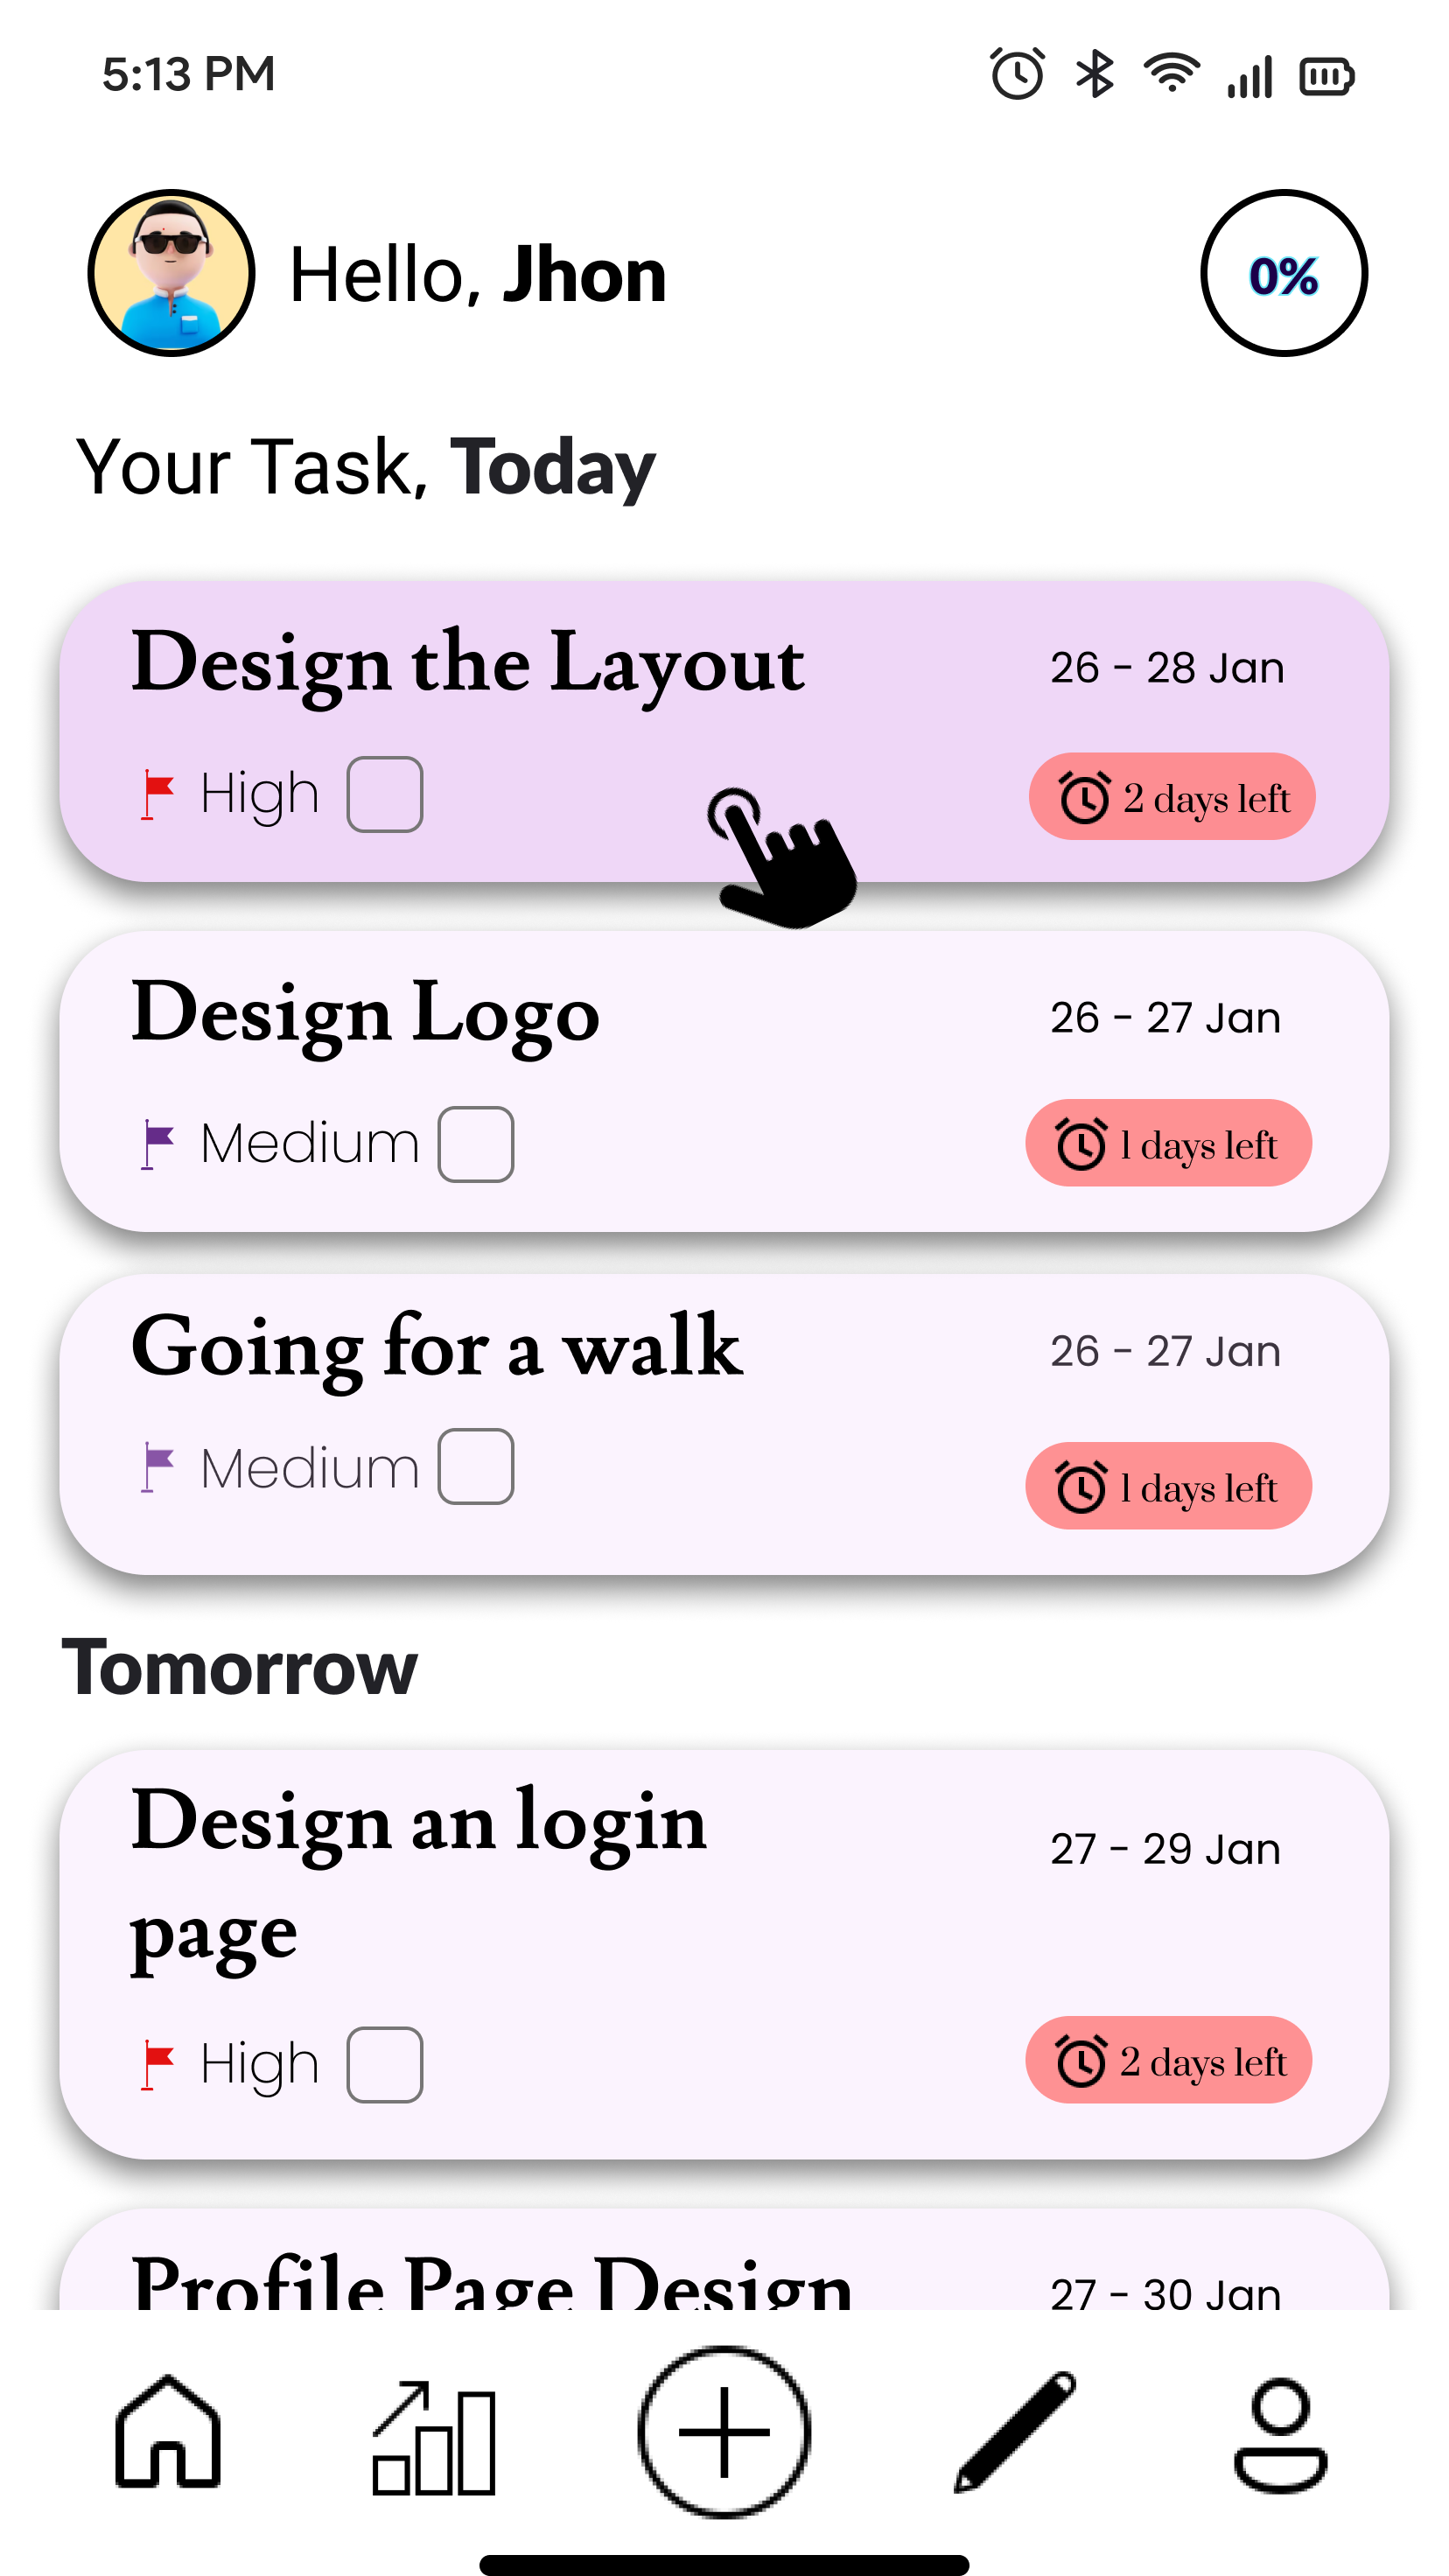 5:13 PM
Hello, Jhon
0%
Your Task, Today
Design the Layout
26 - 28 Jan
High
2 days left
Design Logo
26 - 27 Jan
Medium
1 days left
Going for a walk
26 - 27 Jan
Medium
1 days left
Tomorrow
Design an login
page
27 - 29 Jan
High
2 days left
Profile Page Design
27 - 30 Jan